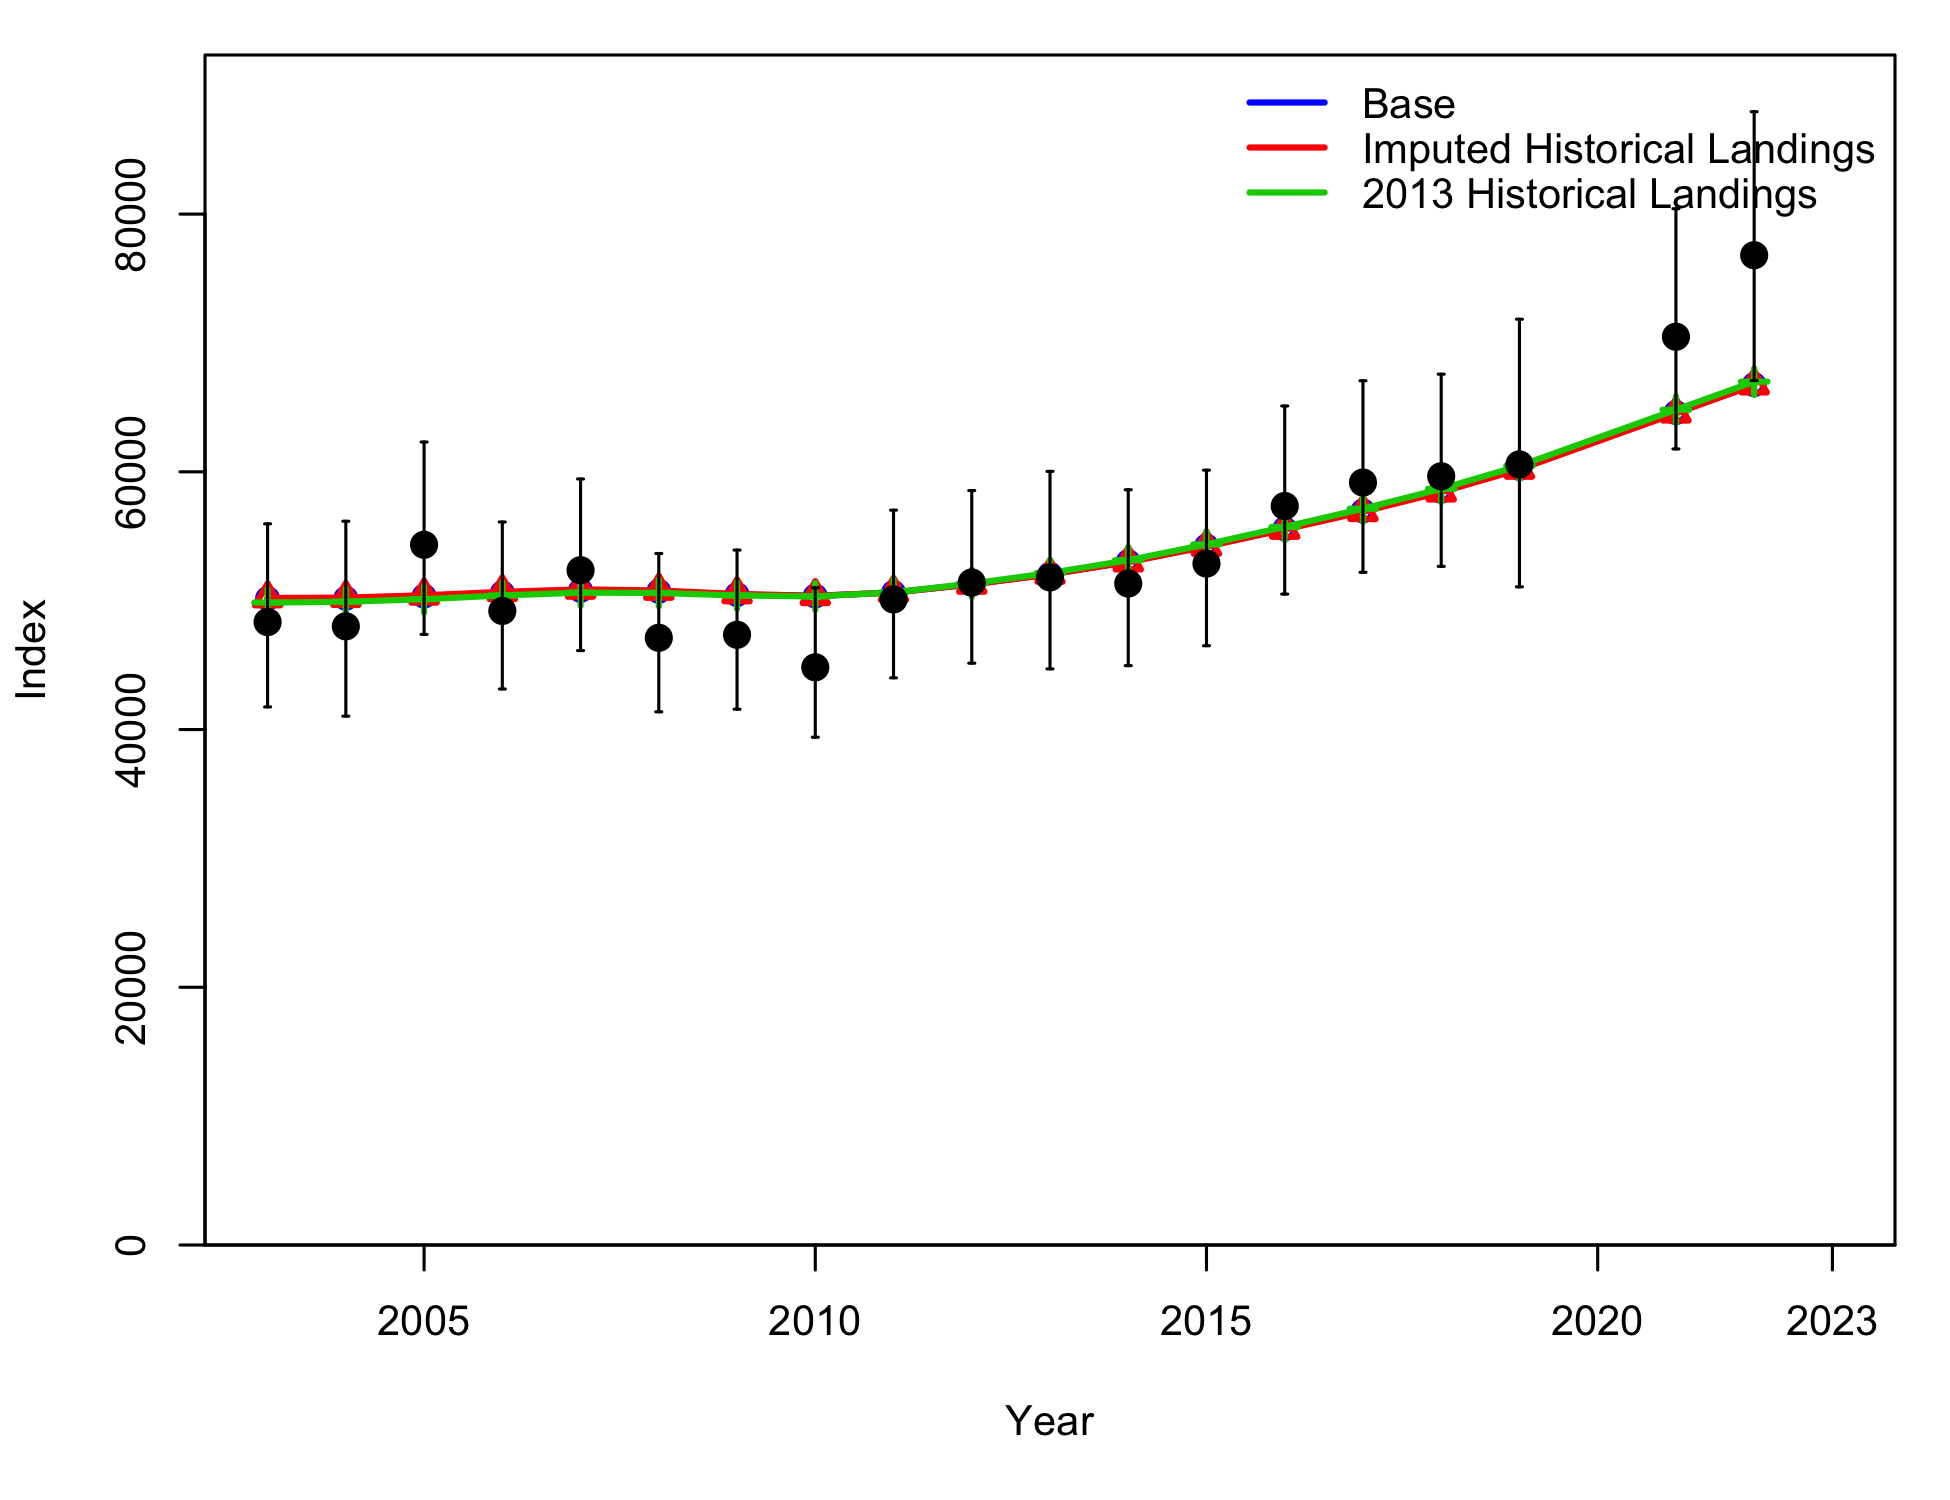 Base
Imputed Historical Landings
2013 Historical Landings
80000
60000
40000
20000
0
Index
2005 2010 2015 2020 2023
Year